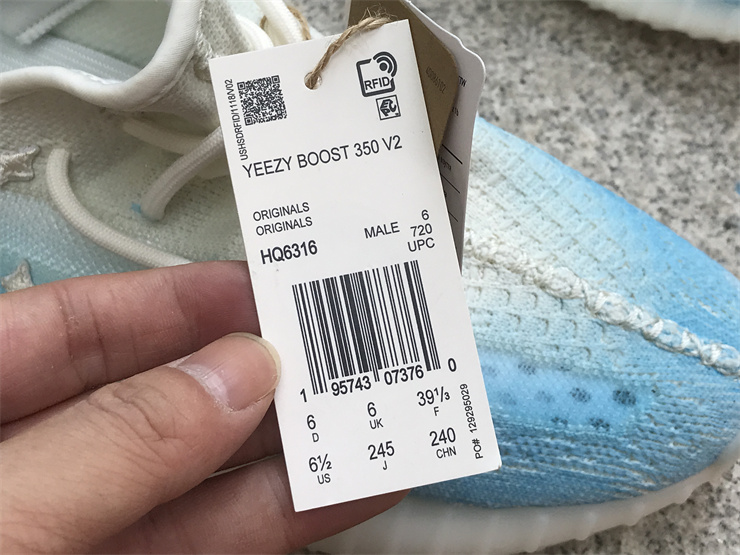 USHSDRFID/1118/V02
RFID
YEEZY BOOST 350 V2
ORIGINALS
ORIGINALS
HQ6316
MALE
6
720
UPC
1 95743 07376 0
6 6 39⅓
D UK F
6½ 245 240
US J CHN
PO# 129295029